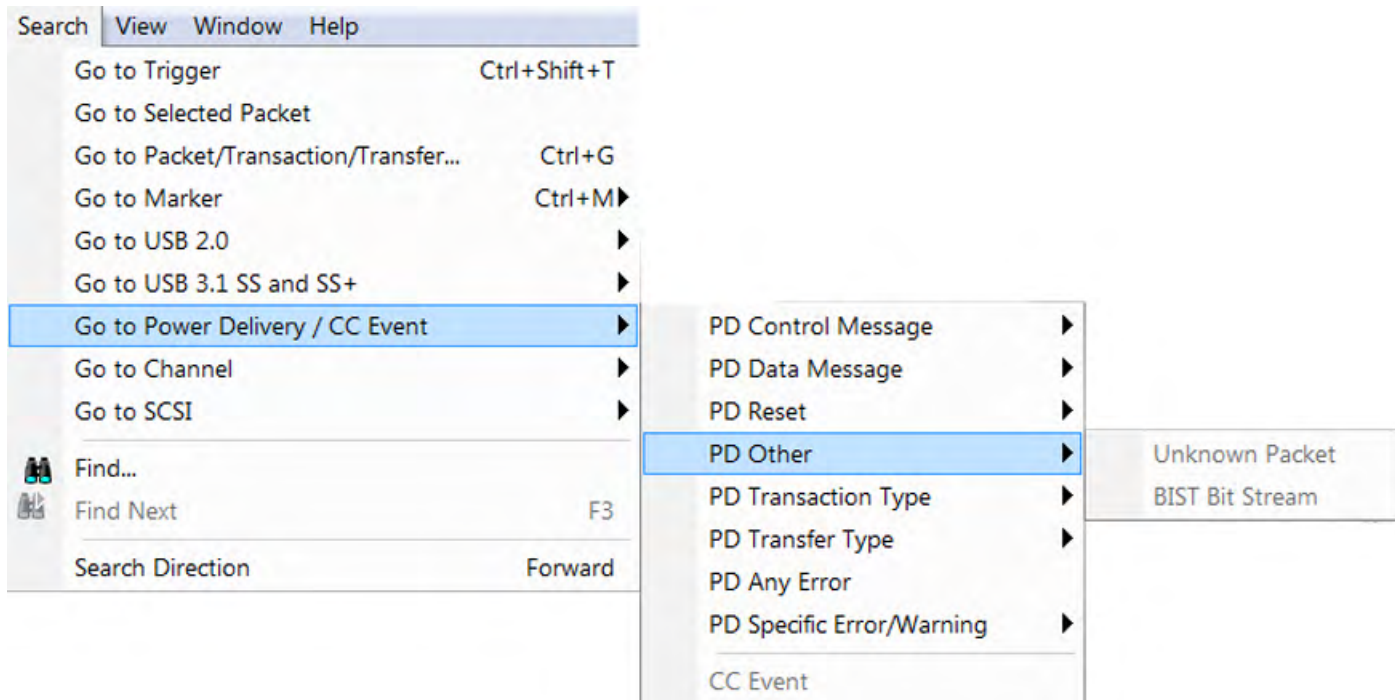 Search View Window Help
Go to Trigger Ctrl+Shift+T
Go to Selected Packet
Go to Packet/Transaction/Transfer... Ctrl+G
Go to Marker Ctrl+M
Go to USB 2.0
Go to USB 3.1 SS and SS+
Go to Power Delivery / CC Event
Go to Channel
Go to SCSI
Find...
Find Next F3
Search Direction Forward
PD Control Message
PD Data Message
PD Reset
PD Other
PD Transaction Type
PD Transfer Type
PD Any Error
PD Specific Error/Warning
CC Event
Unknown Packet
BIST Bit Stream